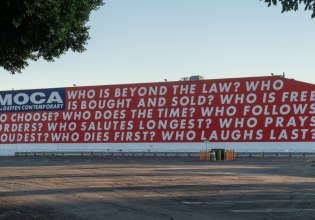 MOCA
GEFFEN CONTEMPORARY
WHO IS BEYOND THE LAW? WHO
IS BOUGHT AND SOLD? WHO IS FREE
TO CHOOSE? WHO DOES THE TIME? WHO FOLLOWS
ORDERS? WHO SALUTES LONGEST? WHO PRAYS
LOUDEST? WHO DIES FIRST? WHO LAUGHS LAST?